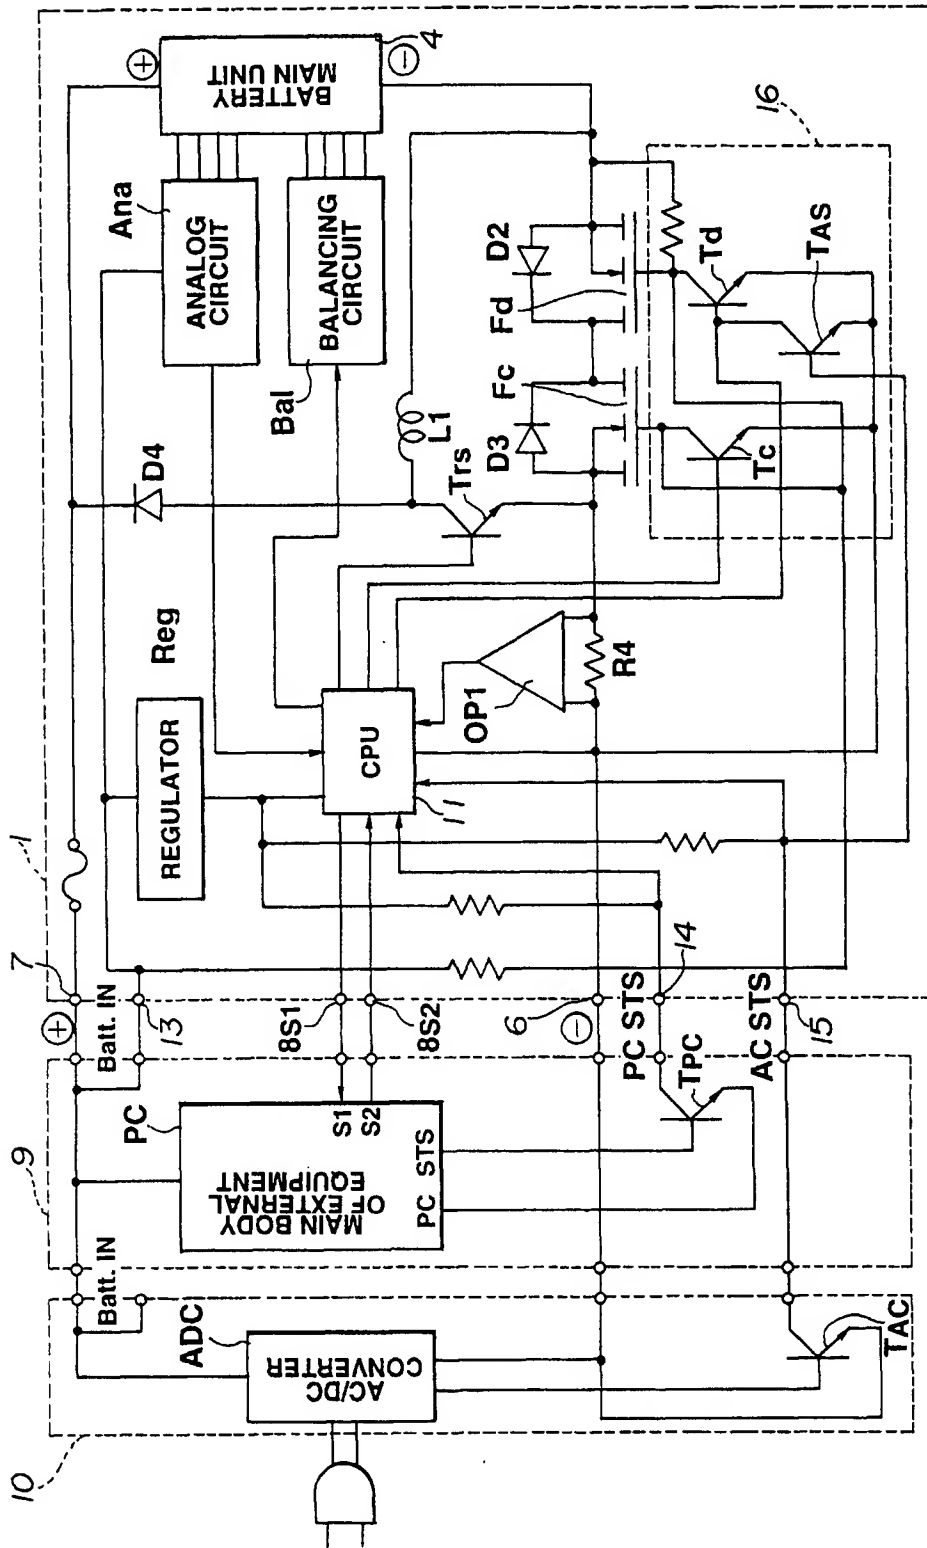 1
7
13
⊕
Batt. IN
9
PC
MAIN BODY
OF EXTERNAL
EQUIPMENT
S1
S2
PC STS
Batt. IN
10
ADC
AC/DC
CONVERTER
TAC
8S1
8S2
6
⊖
PC STS
14
TPC
AC STS
15
REGULATOR
Reg
CPU
11
OP1
R4
D4
Ana
ANALOG
CIRCUIT
BALANCING
CIRCUIT
Bal
⊕
BATTERY
MAIN UNIT
⊖
4
L1
Trs
D3
Fc
D2
Fd
16
Td
TAS
Tc